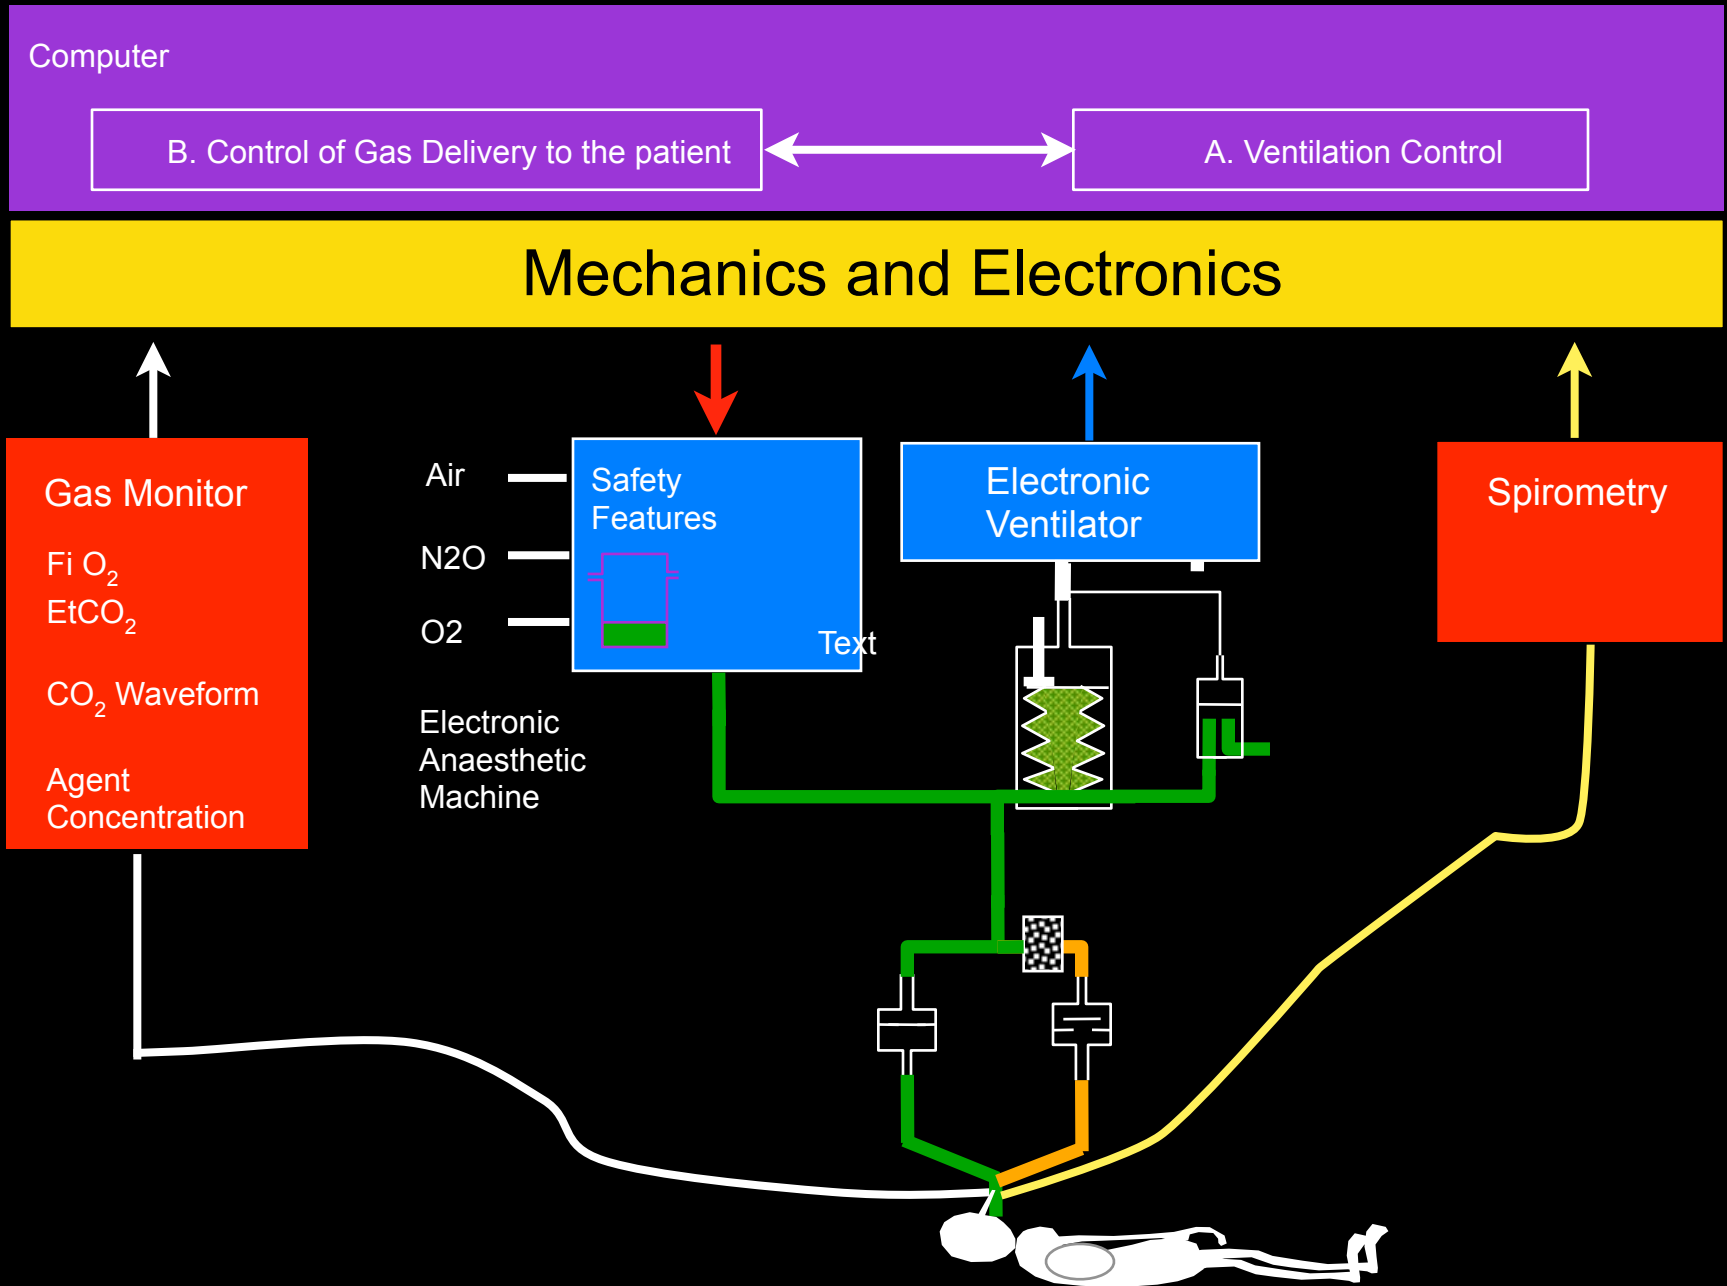 Computer
B. Control of Gas Delivery to the patient
A. Ventilation Control
Mechanics and Electronics
Gas Monitor
Fi O₂
EtCO₂
CO₂ Waveform
Agent
Concentration
Air
N2O
O2
Electronic
Anaesthetic
Machine
Safety
Features
Text
Electronic
Ventilator
Spirometry